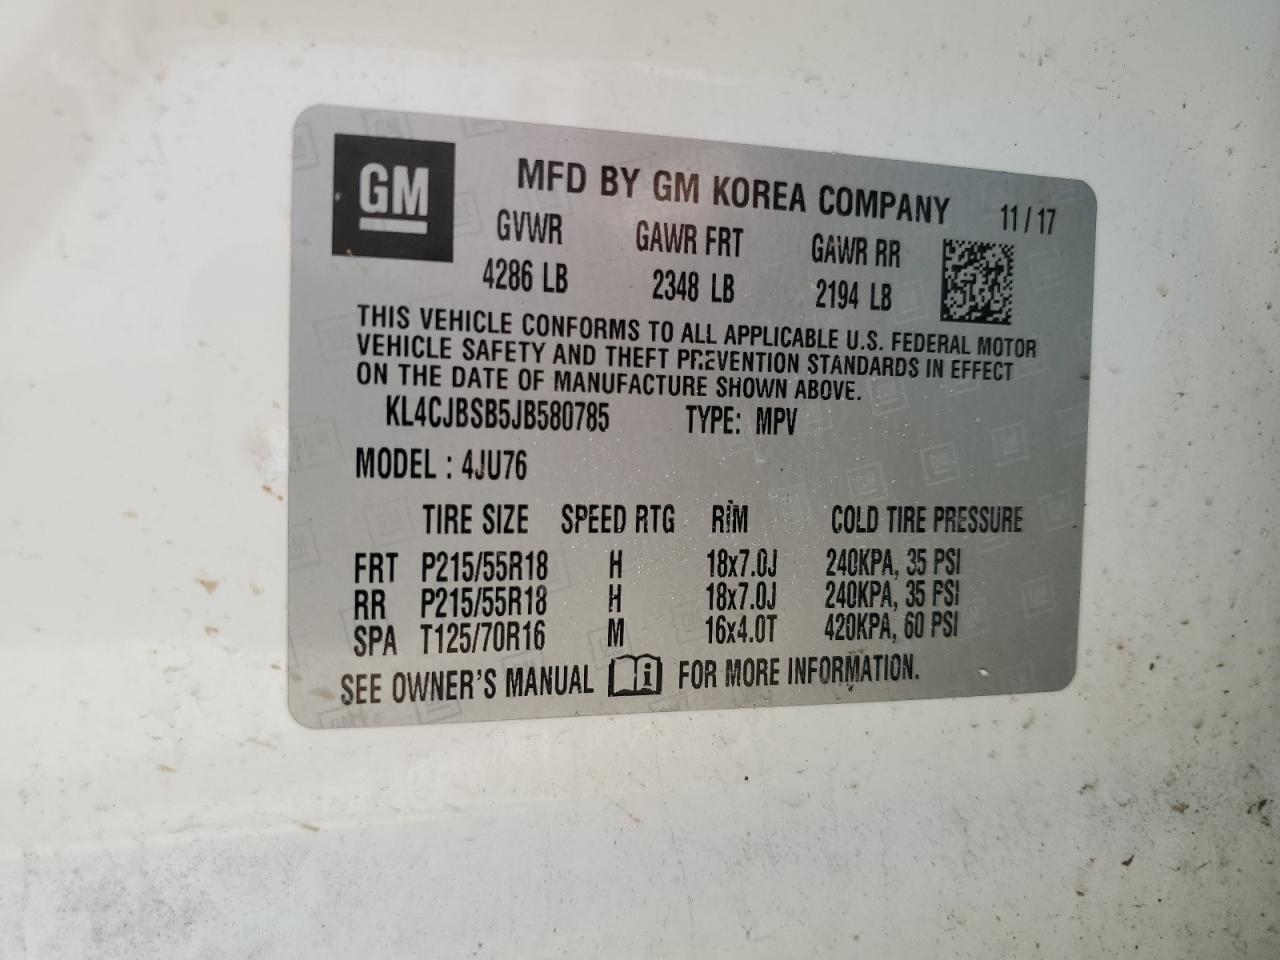 GM
MFD BY GM KOREA COMPANY 11/17
GVWR GAWR FRT GAWR RR
4286 LB 2348 LB 2194 LB
THIS VEHICLE CONFORMS TO ALL APPLICABLE U.S. FEDERAL MOTOR
VEHICLE SAFETY AND THEFT PREVENTION STANDARDS IN EFFECT
ON THE DATE OF MANUFACTURE SHOWN ABOVE.
KL4CJBSB5JB580785 TYPE: MPV
MODEL : 4JU76
TIRE SIZE SPEED RTG RIM COLD TIRE PRESSURE
FRT P215/55R18 H 18x7.0J 240KPA, 35 PSI
RR P215/55R18 H 18x7.0J 240KPA, 35 PSI
SPA T125/70R16 M 16x4.0T 420KPA, 60 PSI
SEE OWNER'S MANUAL i FOR MORE INFORMATION.